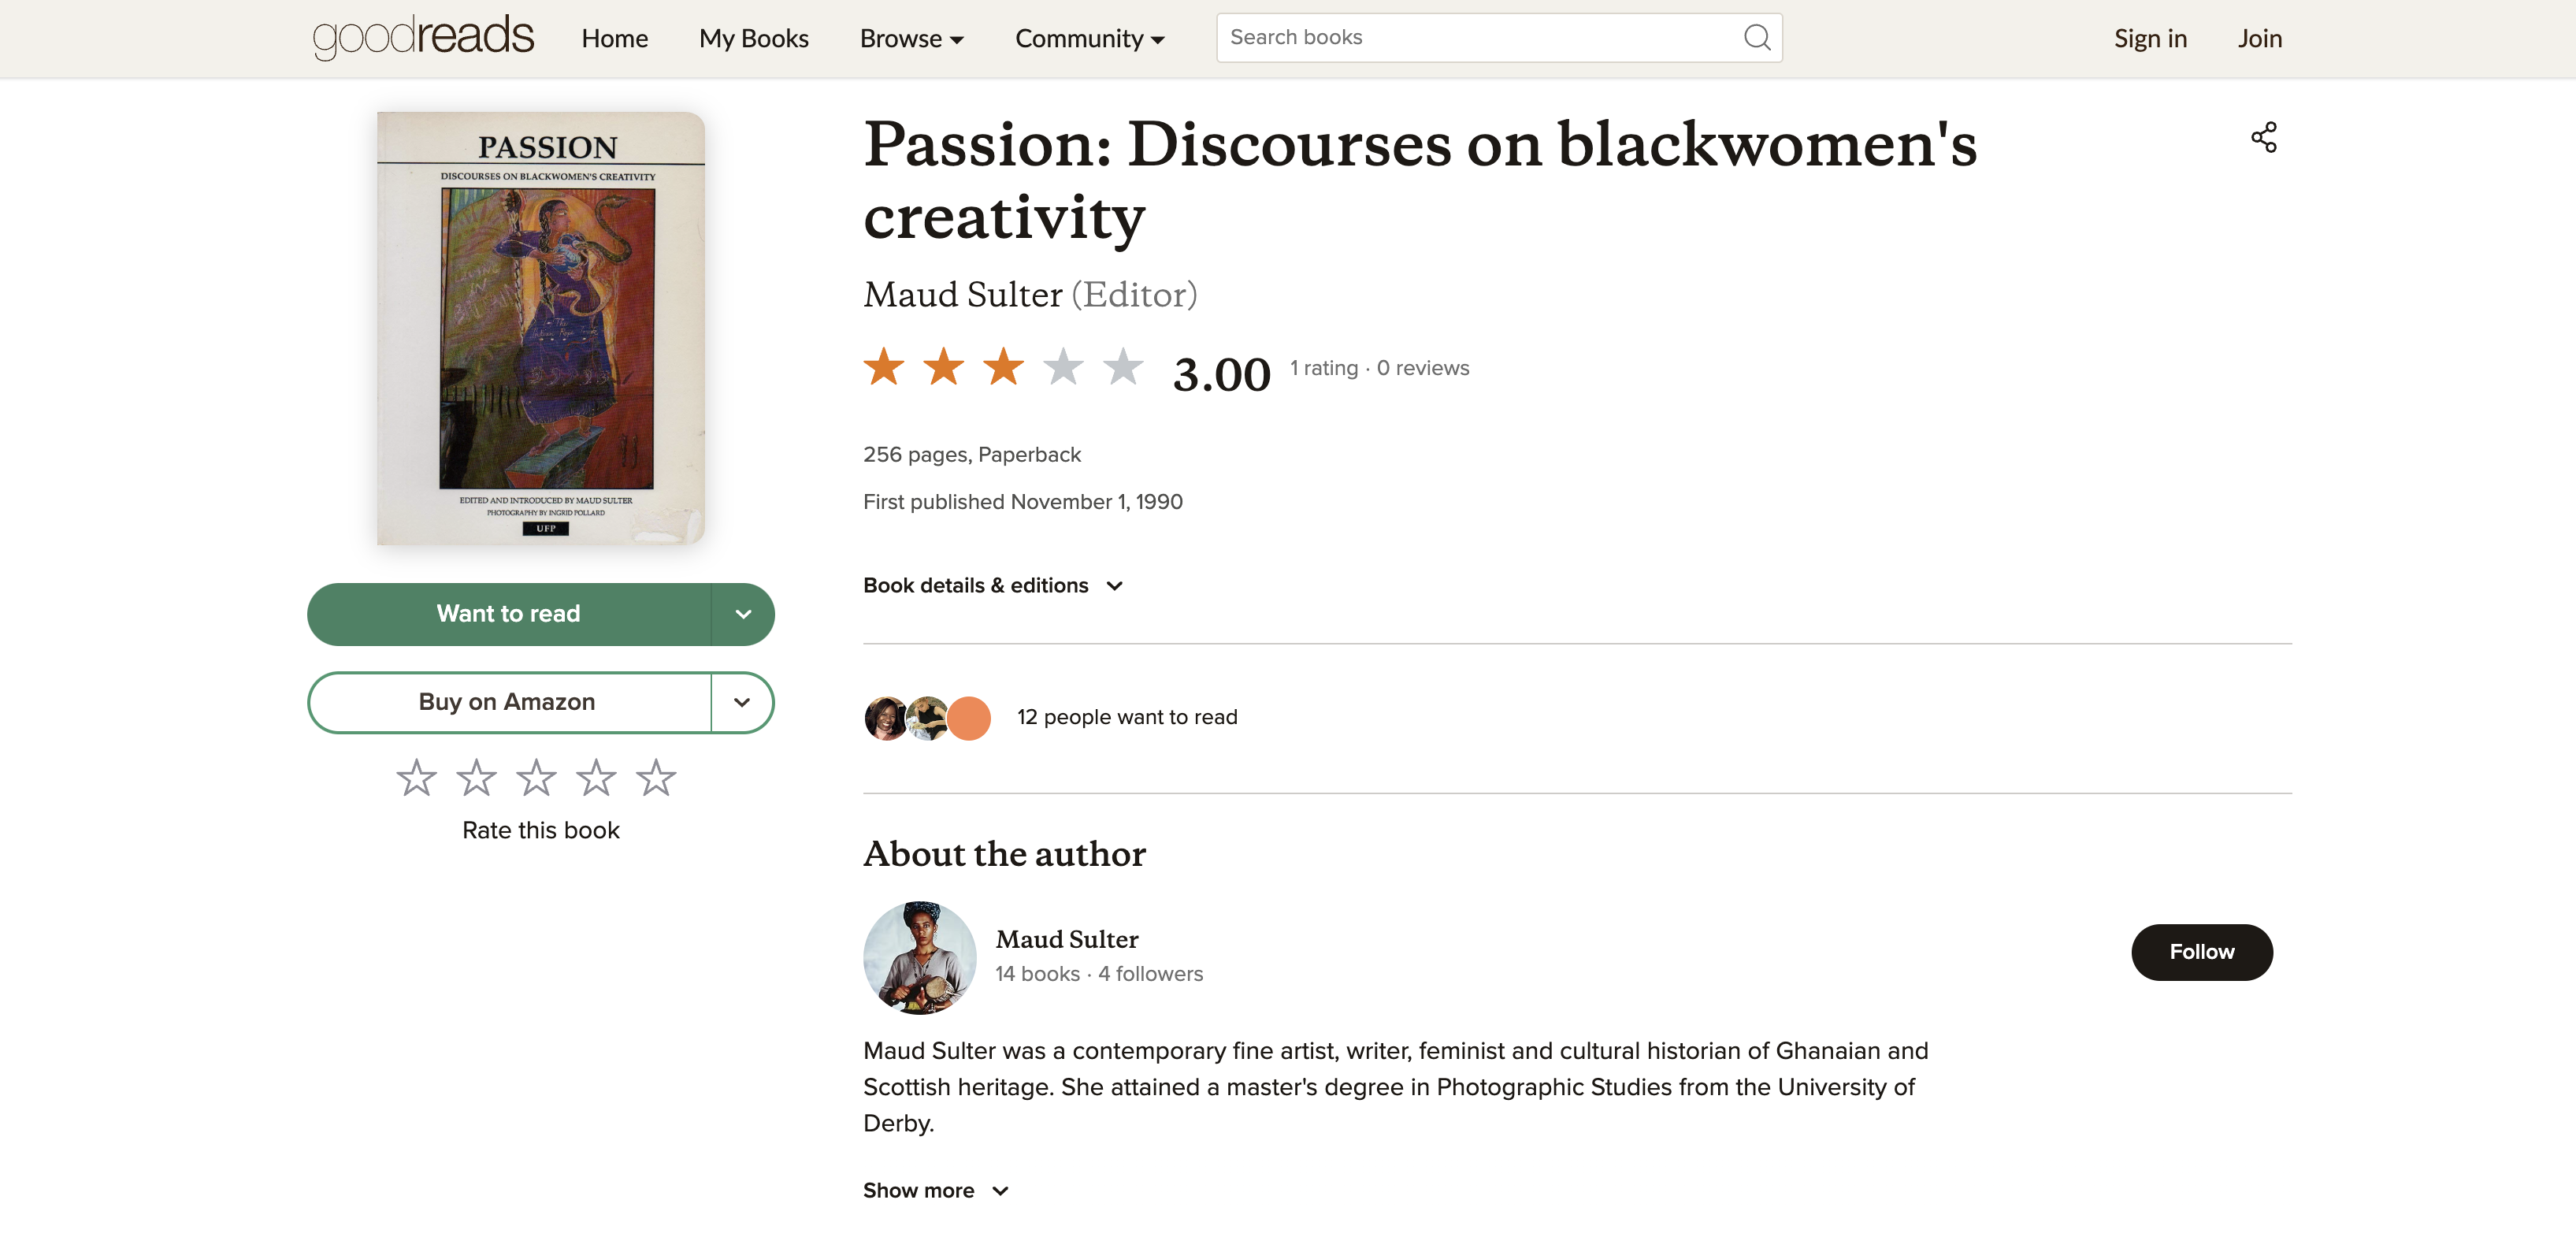 goodreads
Home
My Books
Browse
Community
Search books
Sign in
Join
PASSION
DISCOURSES ON BLACKWOMEN'S CREATIVITY
EDITED AND INTRODUCED BY MAUD SULTER
PHOTOGRAPHY BY INGRID POLLARD
UFP
Want to read
Buy on Amazon
Rate this book
Passion: Discourses on blackwomen's
creativity
Maud Sulter (Editor)
3.00
1 rating · 0 reviews
256 pages, Paperback
First published November 1, 1990
Book details & editions
12 people want to read
About the author
Maud Sulter
14 books · 4 followers
Follow
Maud Sulter was a contemporary fine artist, writer, feminist and cultural historian of Ghanaian and
Scottish heritage. She attained a master's degree in Photographic Studies from the University of
Derby.
Show more